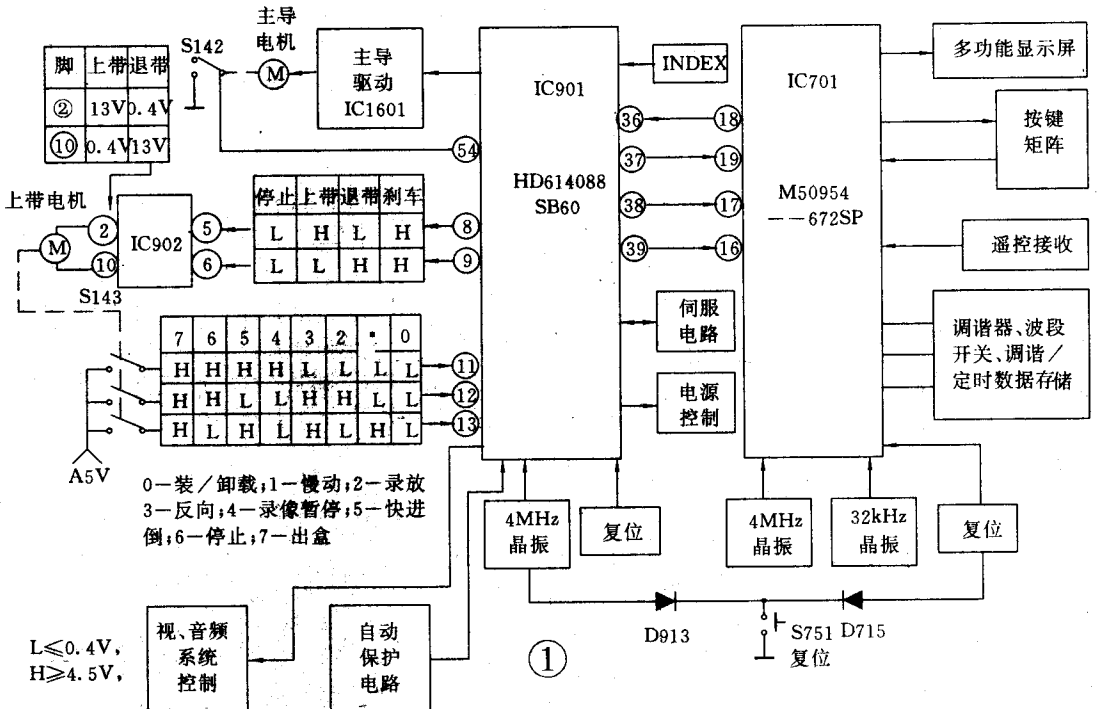 脚 上带 退带
② 13V 0.4V
⑩ 0.4V 13V
S142
主导
电机
M
主导
驱动
IC1601
54
IC901
HD614088
SB60
INDEX
36
37
38
39
18
19
17
16
IC701
M50954
——672SP
多功能显示屏
按键
矩阵
遥控接收
调谐器、波段
开关、调谐/
定时数据存储
伺服
电路
电源
控制
上带电机
M
2
10
IC902
5
6
停止 上带 退带 刹车
L H L H
L L H H
8
9
S143
7 6 5 4 3 2 · 0
H H H H L L L L
H H L L H H L L
H L H L H L H L
11
12
13
A5V
0—装/卸载;1—慢动;2—录放
3—反向;4—录像暂停;5—快进
倒;6—停止;7—出盒
4MHz
晶振
复位
4MHz
晶振
32kHz
晶振
复位
D913
S751
复位
D715
L≤0.4V,
H≥4.5V,
视、音频
系统
控制
自动
保护
电路
①